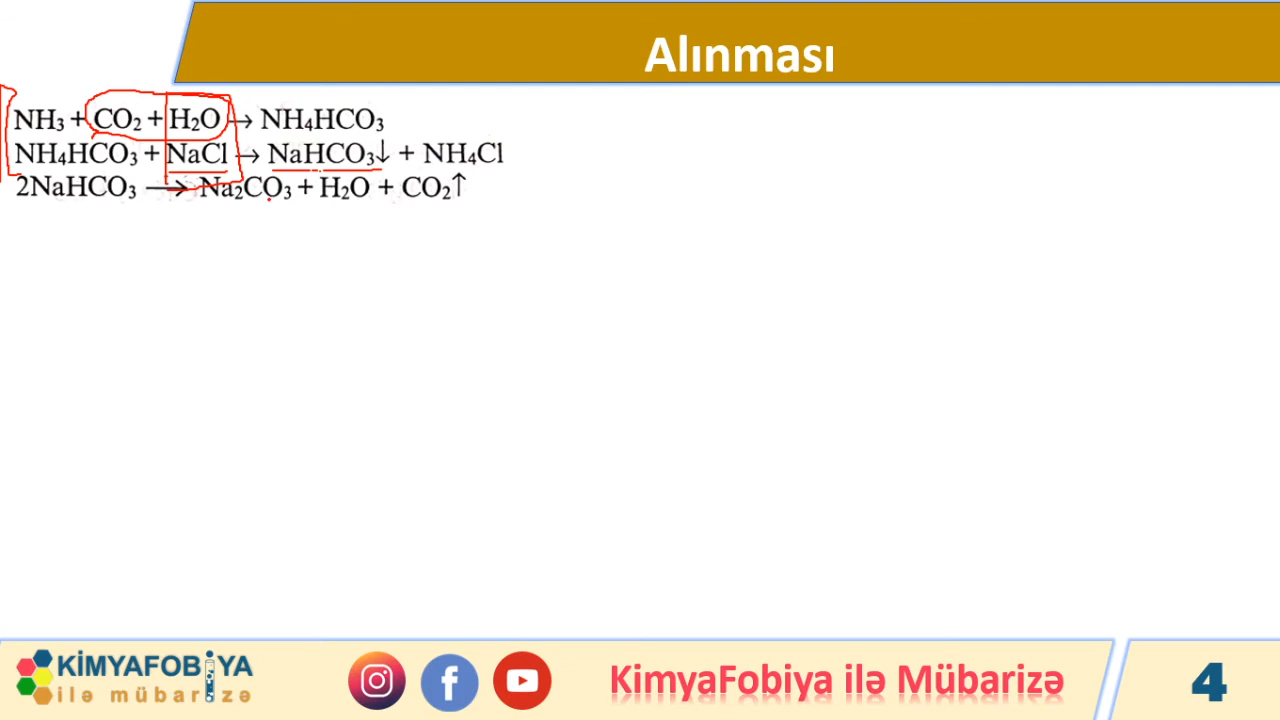 Alınması
NH₃ + CO₂ + H₂O → NH₄HCO₃
NH₄HCO₃ + NaCl → NaHCO₃↓ + NH₄Cl
2NaHCO₃ ⟶ Na₂CO₃ + H₂O + CO₂↑
KİMYAFOBİYA
ilə mübarizə
KimyaFobiya ilə Mübarizə
4